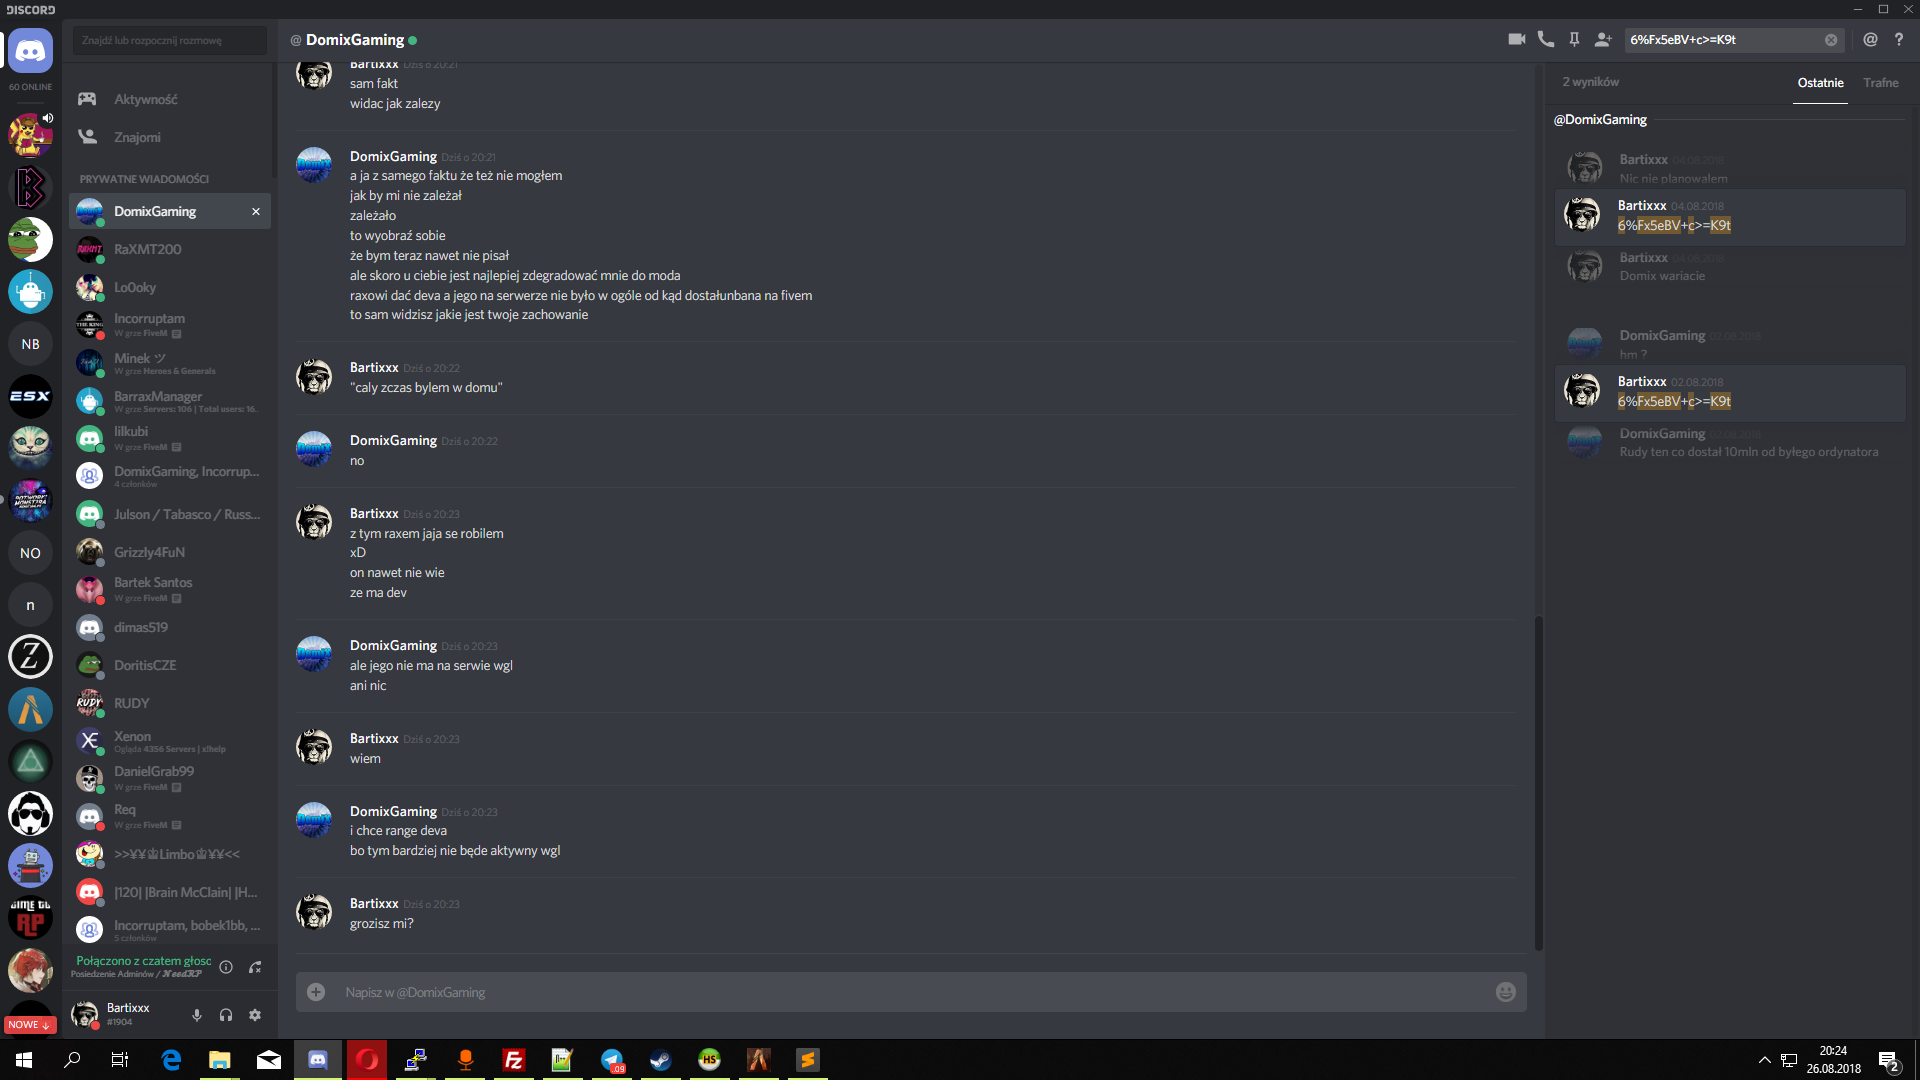 DISCORD
60 ONLINE
NB
ESX
NO
n
NOWE ↓
Znajdź lub rozpocznij rozmowę
Aktywność
Znajomi
PRYWATNE WIADOMOŚCI
DomixGaming
RaXMT200
Lo0oky
Incorruptam
W grze FiveM
Minek ツ
W grze Heroes & Generals
BarraxManager
W grze Servers: 106 | Total users: 16..
lilkubi
W grze FiveM
DomixGaming, Incorrup...
4 członków
Julson / Tabasco / Russ...
Grizzly4FuN
Bartek Santos
W grze FiveM
dimas519
DoritisCZE
RUDY
Xenon
Ogląda 4356 Servers | x!help
DanielGrab99
W grze FiveM
Req
W grze FiveM
>>¥¥♔Limbo♔¥¥<<
|120| |Brain McClain| |H...
Incorruptam, bobek1bb, ...
5 członków
Połączono z czatem głosc
Posiedzenie Adminów / NeedRP
Bartixxx
#1904
@ DomixGaming
6%Fx5eBV+c>=K9t
Bartixxx Dziś o 20:21
sam fakt
widac jak zalezy
DomixGaming Dziś o 20:21
a ja z samego faktu że też nie mogłem
jak by mi nie zależał
zależało
to wyobraź sobie
że bym teraz nawet nie pisał
ale skoro u ciebie jest najlepiej zdegradować mnie do moda
raxowi dać deva a jego na serwerze nie było w ogóle od kąd dostałunbana na fivem
to sam widzisz jakie jest twoje zachowanie
Bartixxx Dziś o 20:22
"caly zczas bylem w domu"
DomixGaming Dziś o 20:22
no
Bartixxx Dziś o 20:23
z tym raxem jaja se robilem
xD
on nawet nie wie
ze ma dev
DomixGaming Dziś o 20:23
ale jego nie ma na serwie wgl
ani nic
Bartixxx Dziś o 20:23
wiem
DomixGaming Dziś o 20:23
i chce range deva
bo tym bardziej nie będe aktywny wgl
Bartixxx Dziś o 20:23
grozisz mi?
Napisz w @DomixGaming
2 wyników
Ostatnie
Trafne
@DomixGaming
Bartixxx 04.08.2018
Nic nie planowalem
Bartixxx 04.08.2018
6%Fx5eBV+c>=K9t
Bartixxx 04.08.2018
Domix wariacie
DomixGaming 02.08.2018
hm ?
Bartixxx 02.08.2018
6%Fx5eBV+c>=K9t
DomixGaming 02.08.2018
Rudy ten co dostał 10mln od byłego ordynatora
20:24
26.08.2018
2